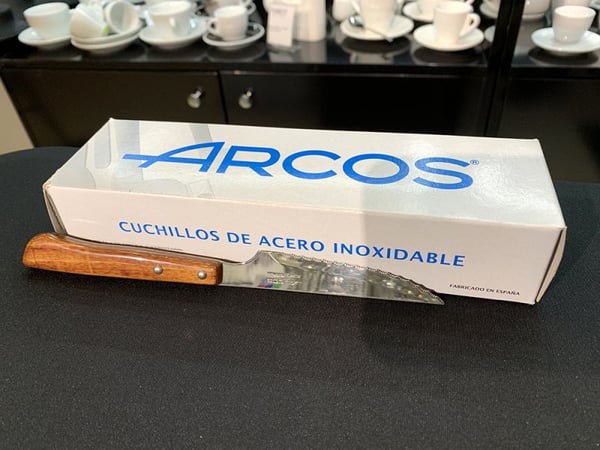 ARCOS®
CUCHILLOS DE ACERO INOXIDABLE
FABRICADO EN ESPAÑA